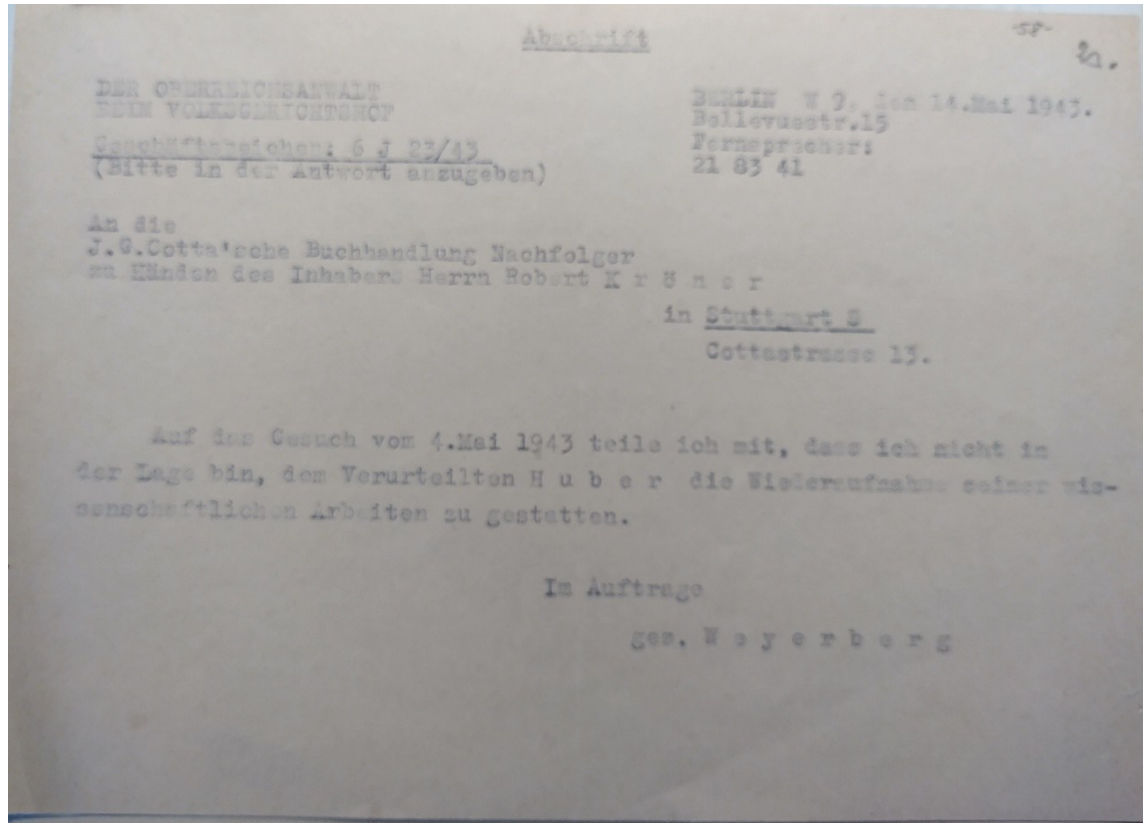 -58-
Abschrift
DER OBERREICHSANWALT
BEIM VOLKSGERICHTSHOF
Geschäftszeichen: 6 J 23/43
(Bitte in der Antwort anzugeben)
BERLIN W 9, den 14.Mai 1943.
Bellevuestr.15
Fernsprecher:
21 83 41
An die
J.G.Cotta'sche Buchhandlung Nachfolger
zu Händen des Inhabers Herrn Robert K r ö n e r
in Stuttgart S
Cottastrasse 13.
Auf das Gesuch vom 4.Mai 1943 teile ich mit, dass ich nicht in
der Lage bin, dem Verurteilten H u b e r die Wiederaufnahme seiner wis-
senschaftlichen Arbeiten zu gestatten.
Im Auftrage
gez. W e y e r b e r g